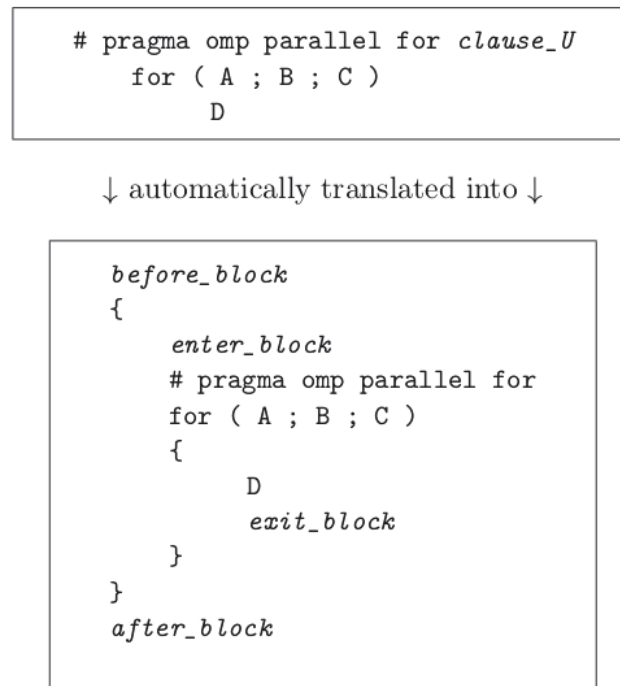 # pragma omp parallel for clause_U
for ( A ; B ; C )
D
↓ automatically translated into ↓
before_block
{
enter_block
# pragma omp parallel for
for ( A ; B ; C )
{
D
exit_block
}
}
after_block